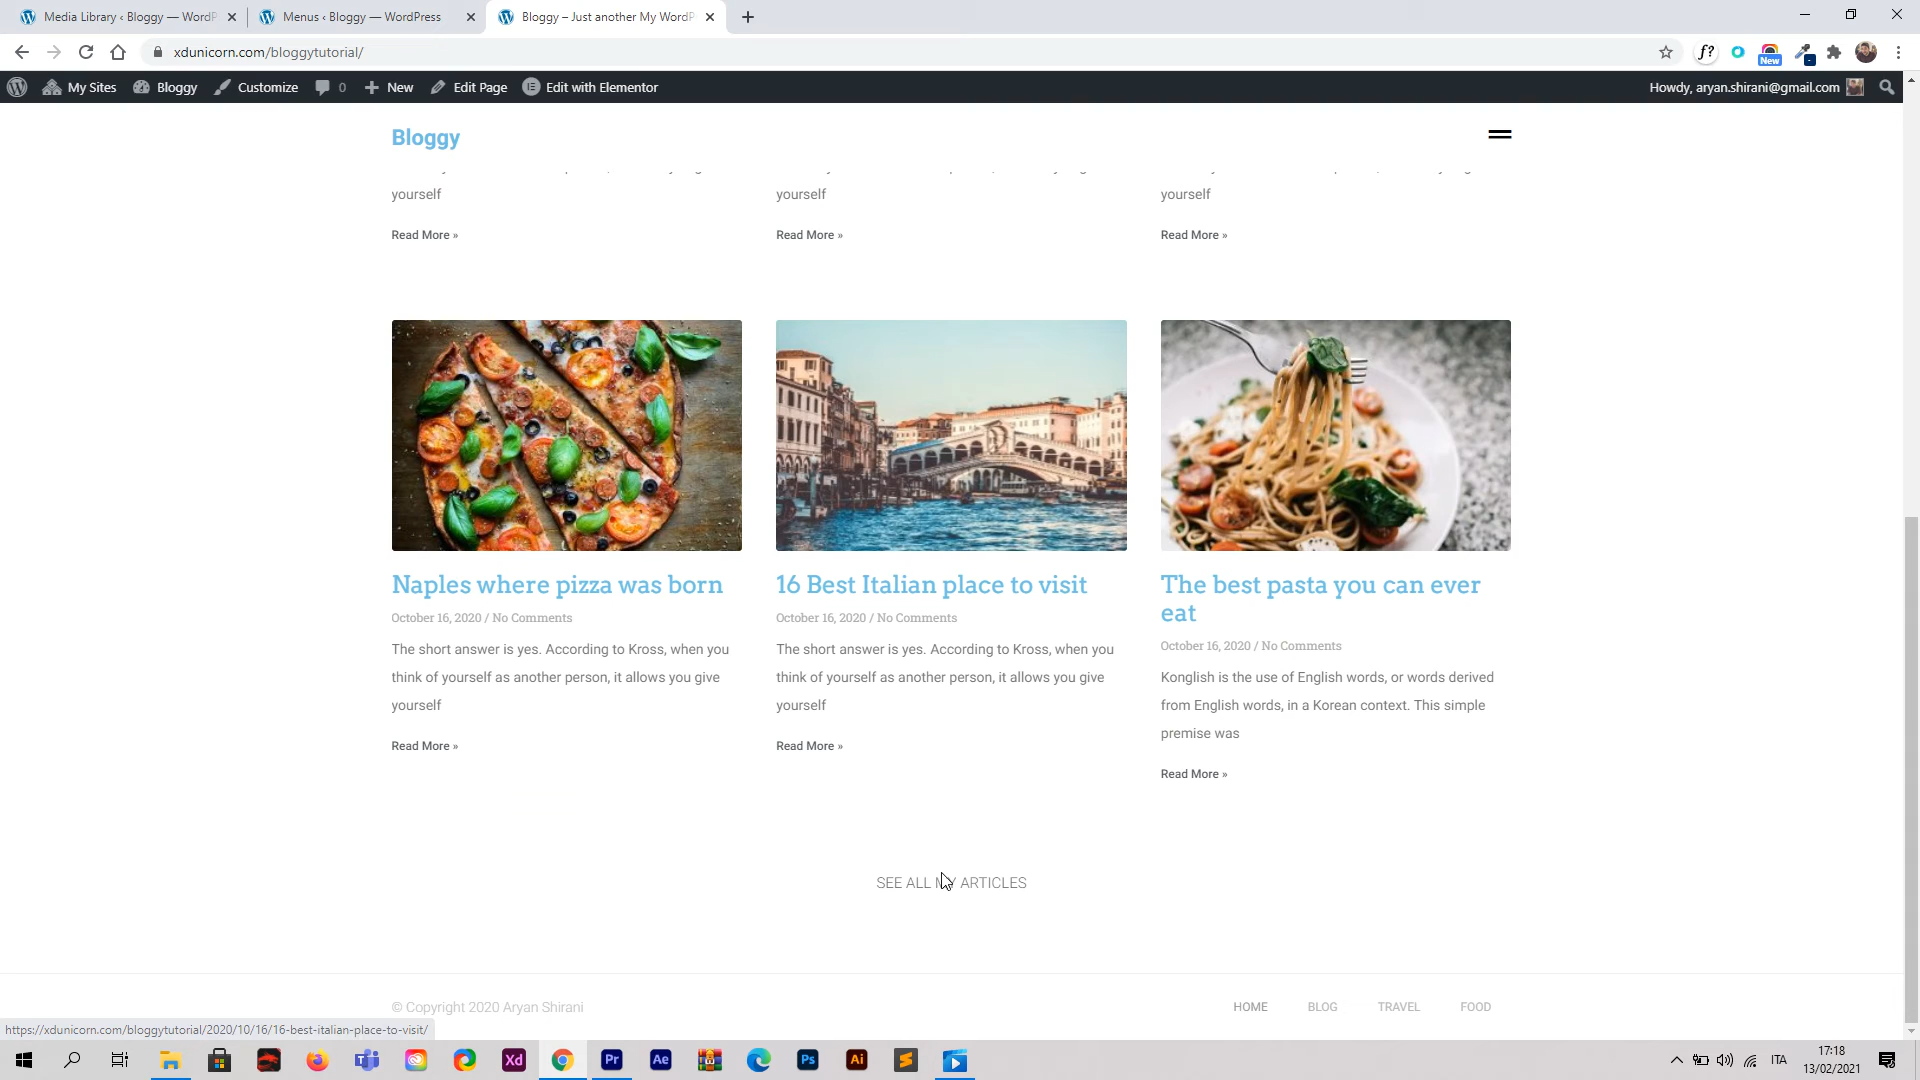 Media Library ‹ Bloggy — WordP
Menus ‹ Bloggy — WordPress
Bloggy – Just another My WordP
xdunicorn.com/bloggytutorial/
f?
New
My Sites
Bloggy
Customize
0
New
Edit Page
Edit with Elementor
Howdy, aryan.shirani@gmail.com
Bloggy
yourself
yourself
yourself
Read More »
Read More »
Read More »
Naples where pizza was born
October 16, 2020 / No Comments
The short answer is yes. According to Kross, when you
think of yourself as another person, it allows you give
yourself
Read More »
16 Best Italian place to visit
October 16, 2020 / No Comments
The short answer is yes. According to Kross, when you
think of yourself as another person, it allows you give
yourself
Read More »
The best pasta you can ever
eat
October 16, 2020 / No Comments
Konglish is the use of English words, or words derived
from English words, in a Korean context. This simple
premise was
Read More »
SEE ALL MY ARTICLES
© Copyright 2020 Aryan Shirani
HOME
BLOG
TRAVEL
FOOD
https://xdunicorn.com/bloggytutorial/2020/10/16/16-best-italian-place-to-visit/
Xd
Pr
Ae
Ps
Ai
ITA
17:18
13/02/2021